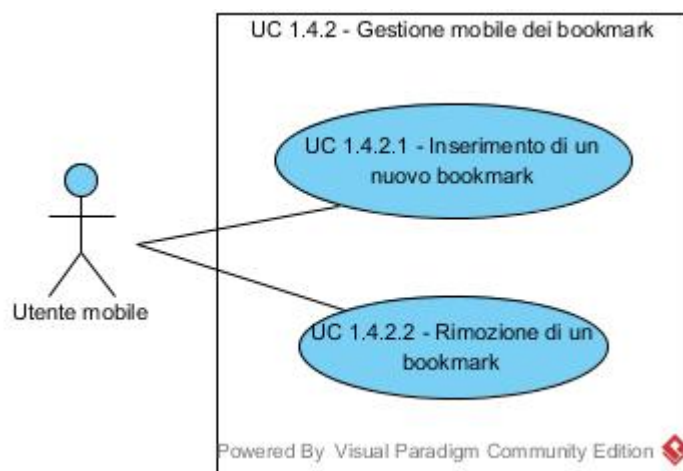 UC 1.4.2 - Gestione mobile dei bookmark
UC 1.4.2.1 - Inserimento di un
nuovo bookmark
Utente mobile
UC 1.4.2.2 - Rimozione di un
bookmark
Powered By Visual Paradigm Community Edition